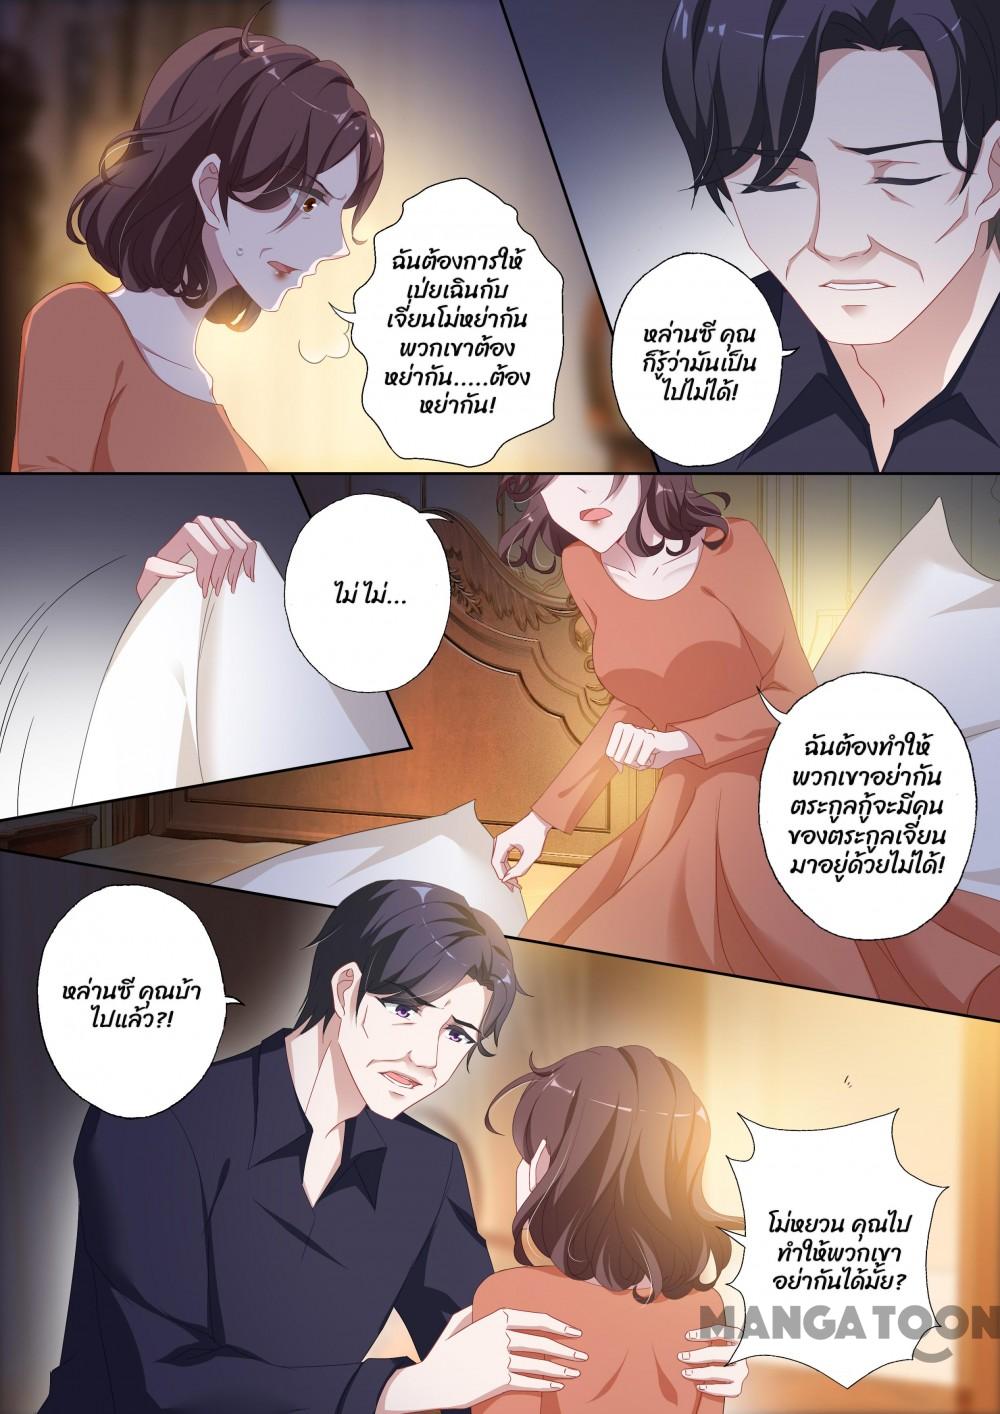 ฉันต้องการให้
เป่ยเฉินกับ
เจี่ยนโม่หย่ากัน
พวกเขาต้อง
หย่ากัน.....ต้อง
หย่ากัน!
หล่านซี คุณ
ก็รู้ว่ามันเป็น
ไปไม่ได้!
ไม่ ไม่...
ฉันต้องทำให้
พวกเขาอย่ากัน
ตระกูลกู้จะมีคน
ของตระกูลเจี่ยน
มาอยู่ด้วยไม่ได้!
หล่านซี คุณบ้า
ไปแล้ว?!
โม่หยวน คุณไป
ทำให้พวกเขา
อย่ากันได้มั้ย?
MANGATOON